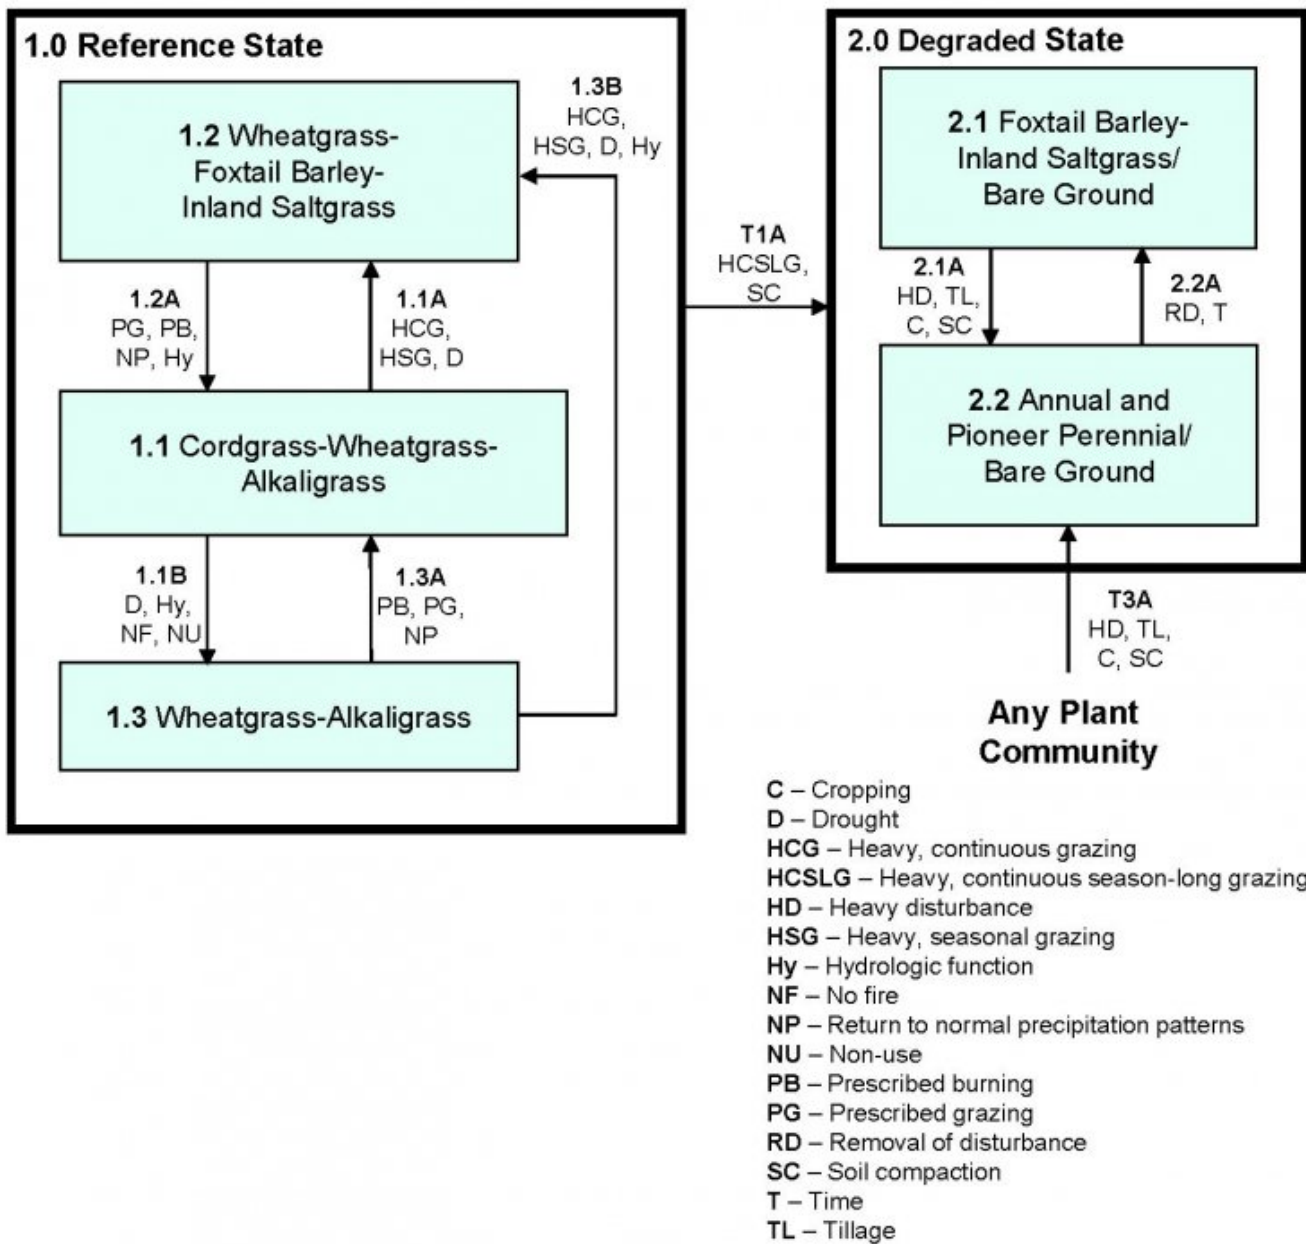 1.0 Reference State
1.2 Wheatgrass-
Foxtail Barley-
Inland Saltgrass
1.3B
HCG,
HSG, D, Hy
1.2A
PG, PB,
NP, Hy
1.1A
HCG,
HSG, D
1.1 Cordgrass-Wheatgrass-
Alkaligrass
1.1B
D, Hy,
NF, NU
1.3A
PB, PG,
NP
1.3 Wheatgrass-Alkaligrass
T1A
HCSLG,
SC
2.0 Degraded State
2.1 Foxtail Barley-
Inland Saltgrass/
Bare Ground
2.1A
HD, TL,
C, SC
2.2A
RD, T
2.2 Annual and
Pioneer Perennial/
Bare Ground
T3A
HD, TL,
C, SC
Any Plant
Community
C – Cropping
D – Drought
HCG – Heavy, continuous grazing
HCSLG – Heavy, continuous season-long grazing
HD – Heavy disturbance
HSG – Heavy, seasonal grazing
Hy – Hydrologic function
NF – No fire
NP – Return to normal precipitation patterns
NU – Non-use
PB – Prescribed burning
PG – Prescribed grazing
RD – Removal of disturbance
SC – Soil compaction
T – Time
TL – Tillage